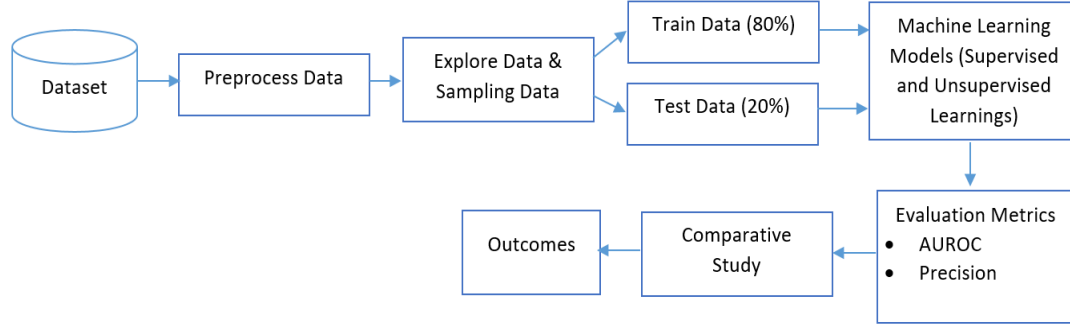 Dataset
Preprocess Data
Explore Data &
Sampling Data
Train Data (80%)
Test Data (20%)
Machine Learning
Models (Supervised
and Unsupervised
Learnings)
Evaluation Metrics
• AUROC
• Precision
Comparative
Study
Outcomes